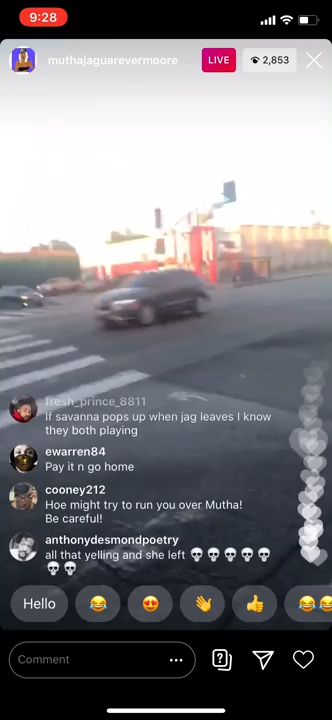 9:28
muthajaguarevermoore
LIVE
2,853
fresh_prince_8811
If savanna pops up when jag leaves I know
they both playing
ewarren84
Pay it n go home
cooney212
Hoe might try to run you over Mutha!
Be careful!
anthonydesmondpoetry
all that yelling and she left 💀💀💀💀💀
💀💀
Hello 😂 😍 👋 👍 😂😂
Comment